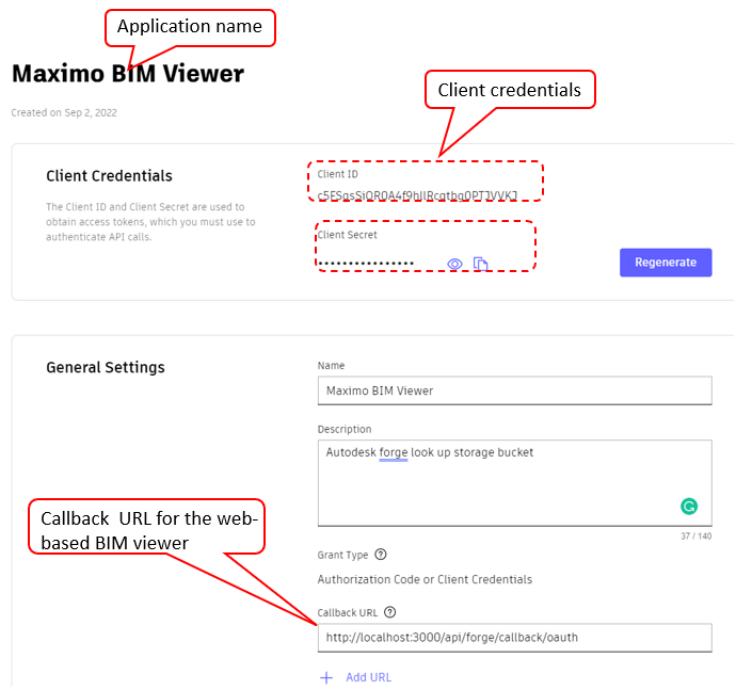 Application name
Maximo BIM Viewer
Client credentials
Created on Sep 2, 2022
Client Credentials
Client ID
The Client ID and Client Secret are used to
obtain access tokens, which you must use to
authenticate API calls.
Client Secret
••••••••••••••••
Regenerate
General Settings
Name
Maximo BIM Viewer
Description
Autodesk forge look up storage bucket
37 / 140
Callback URL for the web-
based BIM viewer
Grant Type
Authorization Code or Client Credentials
Callback URL
http://localhost:3000/api/forge/callback/oauth
+ Add URL